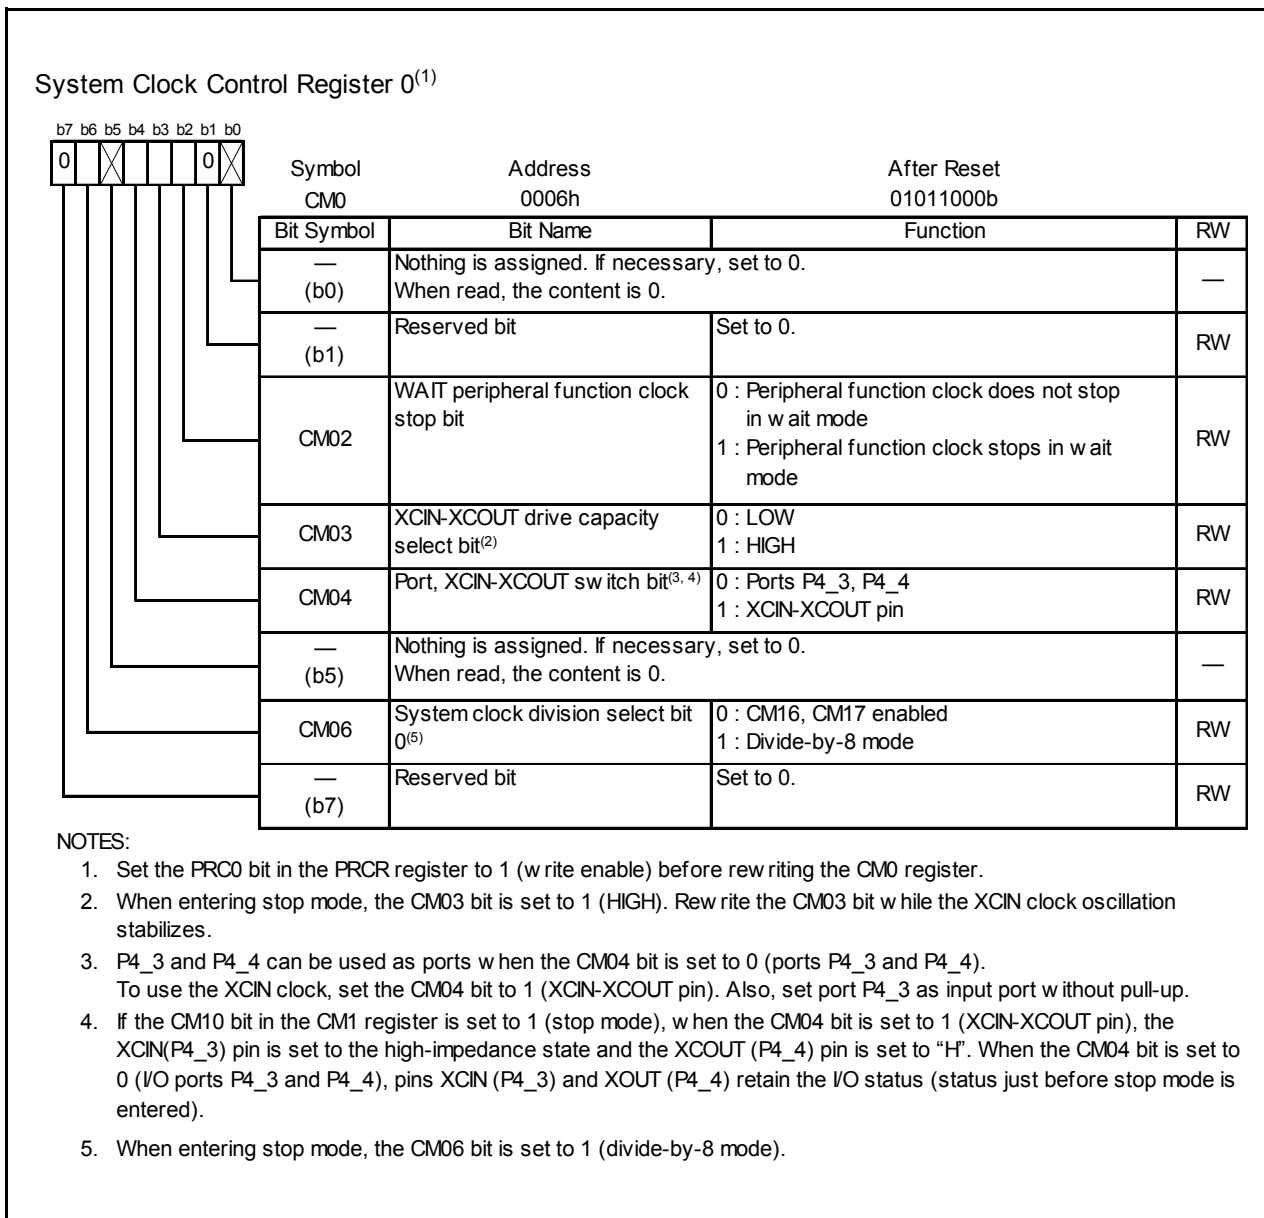 System Clock Control Register 0(1)
b7 b6 b5 b4 b3 b2 b1 b0
0 0
Symbol Address After Reset
CM0 0006h 01011000b
Bit Symbol Bit Name Function RW
— Nothing is assigned. If necessary, set to 0.
(b0) When read, the content is 0. —
— Reserved bit Set to 0.
(b1) RW
WAIT peripheral function clock 0 : Peripheral function clock does not stop
stop bit in wait mode
CM02 1 : Peripheral function clock stops in wait RW
mode
XCIN-XCOUT drive capacity 0 : LOW
CM03 select bit(2) 1 : HIGH RW
Port, XCIN-XCOUT switch bit(3, 4) 0 : Ports P4_3, P4_4
CM04 1 : XCIN-XCOUT pin RW
— Nothing is assigned. If necessary, set to 0.
(b5) When read, the content is 0. —
System clock division select bit 0 : CM16, CM17 enabled
CM06 0(5) 1 : Divide-by-8 mode RW
— Reserved bit Set to 0.
(b7) RW
NOTES:
1. Set the PRC0 bit in the PRCR register to 1 (write enable) before rewriting the CM0 register.
2. When entering stop mode, the CM03 bit is set to 1 (HIGH). Rewrite the CM03 bit while the XCIN clock oscillation
stabilizes.
3. P4_3 and P4_4 can be used as ports when the CM04 bit is set to 0 (ports P4_3 and P4_4).
To use the XCIN clock, set the CM04 bit to 1 (XCIN-XCOUT pin). Also, set port P4_3 as input port without pull-up.
4. If the CM10 bit in the CM1 register is set to 1 (stop mode), when the CM04 bit is set to 1 (XCIN-XCOUT pin), the
XCIN(P4_3) pin is set to the high-impedance state and the XCOUT (P4_4) pin is set to “H”. When the CM04 bit is set to
0 (I/O ports P4_3 and P4_4), pins XCIN (P4_3) and XOUT (P4_4) retain the I/O status (status just before stop mode is
entered).
5. When entering stop mode, the CM06 bit is set to 1 (divide-by-8 mode).